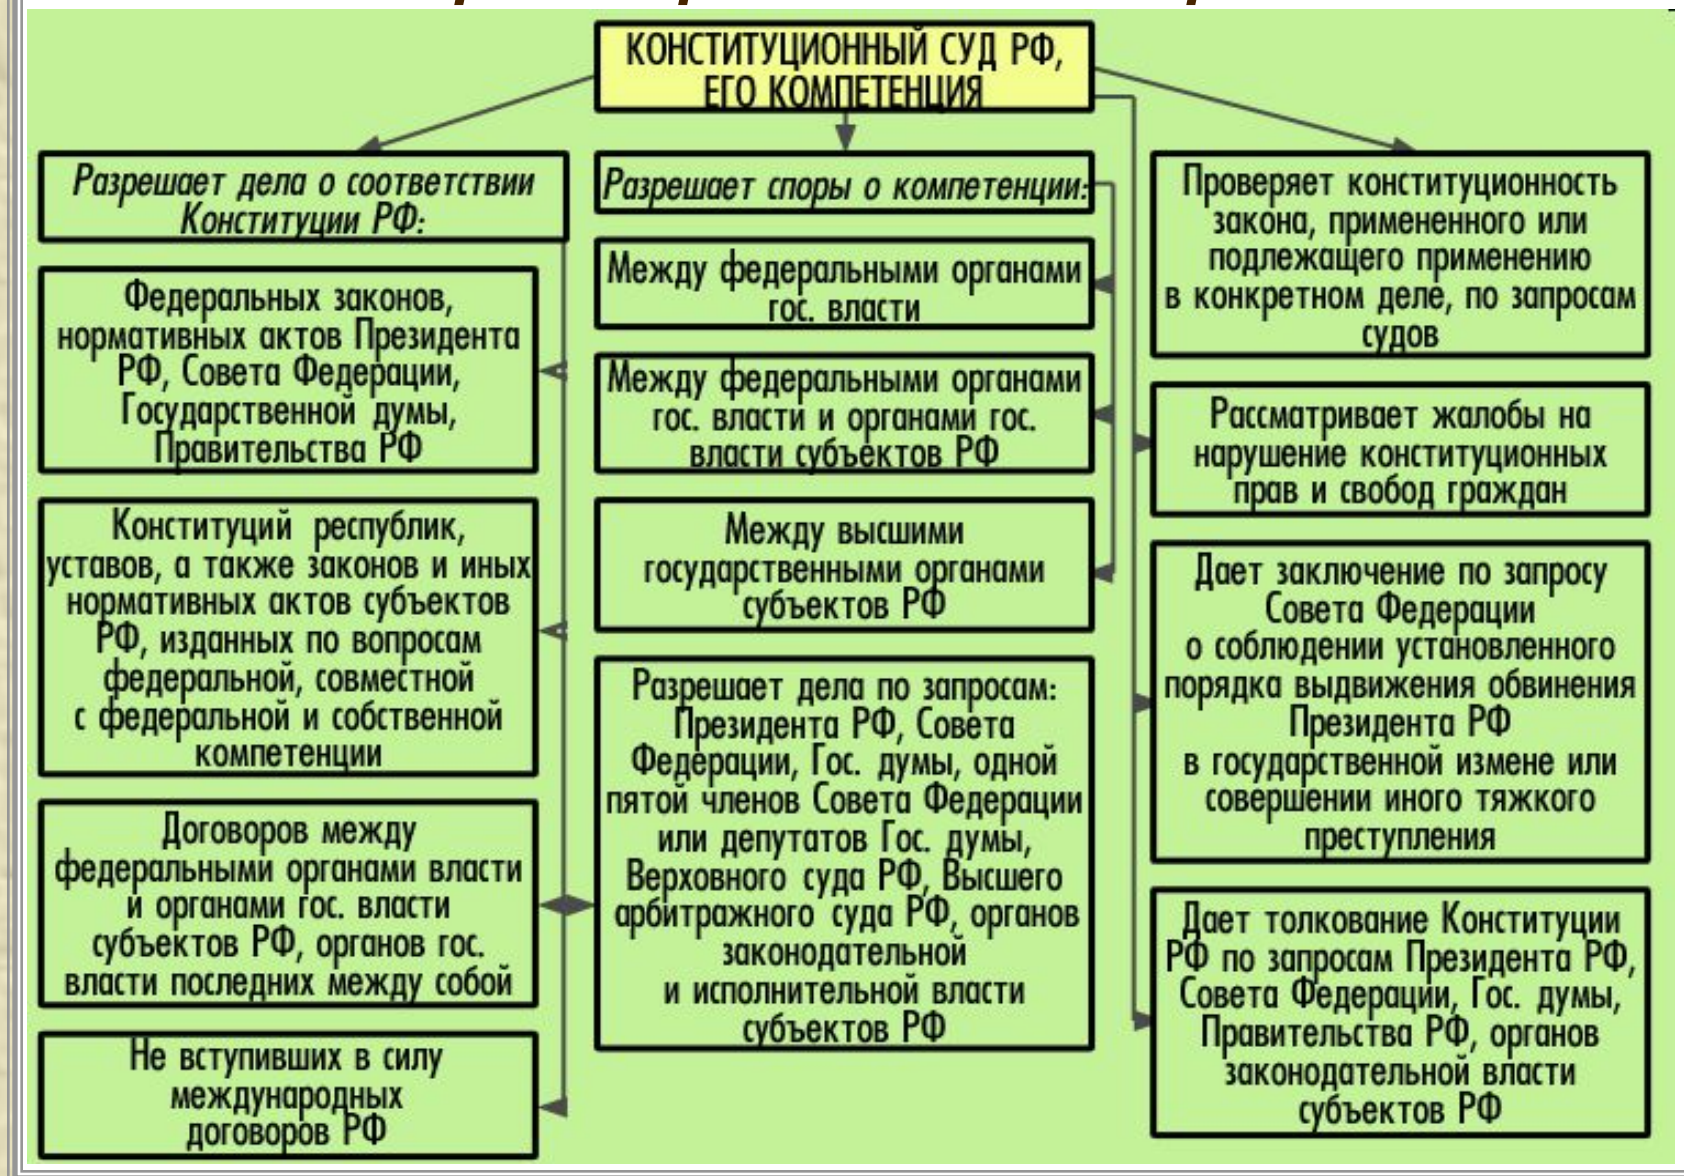 КОНСТИТУЦИОННЫЙ СУД РФ,
ЕГО КОМПЕТЕНЦИЯ
Разрешает дела о соответствии
Конституции РФ:
Федеральных законов,
нормативных актов Президента
РФ, Совета Федерации,
Государственной думы,
Правительства РФ
Конституций республик,
уставов, а также законов и иных
нормативных актов субъектов
РФ, изданных по вопросам
федеральной, совместной
с федеральной и собственной
компетенции
Договоров между
федеральными органами власти
и органами гос. власти
субъектов РФ, органов гос.
власти последних между собой
Не вступивших в силу
международных
договоров РФ
Разрешает споры о компетенции:
Между федеральными органами
гос. власти
Между федеральными органами
гос. власти и органами гос.
власти субъектов РФ
Между высшими
государственными органами
субъектов РФ
Разрешает дела по запросам:
Президента РФ, Совета
Федерации, Гос. думы, одной
пятой членов Совета Федерации
или депутатов Гос. думы,
Верховного суда РФ, Высшего
арбитражного суда РФ, органов
законодательной
и исполнительной власти
субъектов РФ
Проверяет конституционность
закона, примененного или
подлежащего применению
в конкретном деле, по запросам
судов
Рассматривает жалобы на
нарушение конституционных
прав и свобод граждан
Дает заключение по запросу
Совета Федерации
о соблюдении установленного
порядка выдвижения обвинения
Президента РФ
в государственной измене или
совершении иного тяжкого
преступления
Дает толкование Конституции
РФ по запросам Президента РФ,
Совета Федерации, Гос. думы,
Правительства РФ, органов
законодательной власти
субъектов РФ